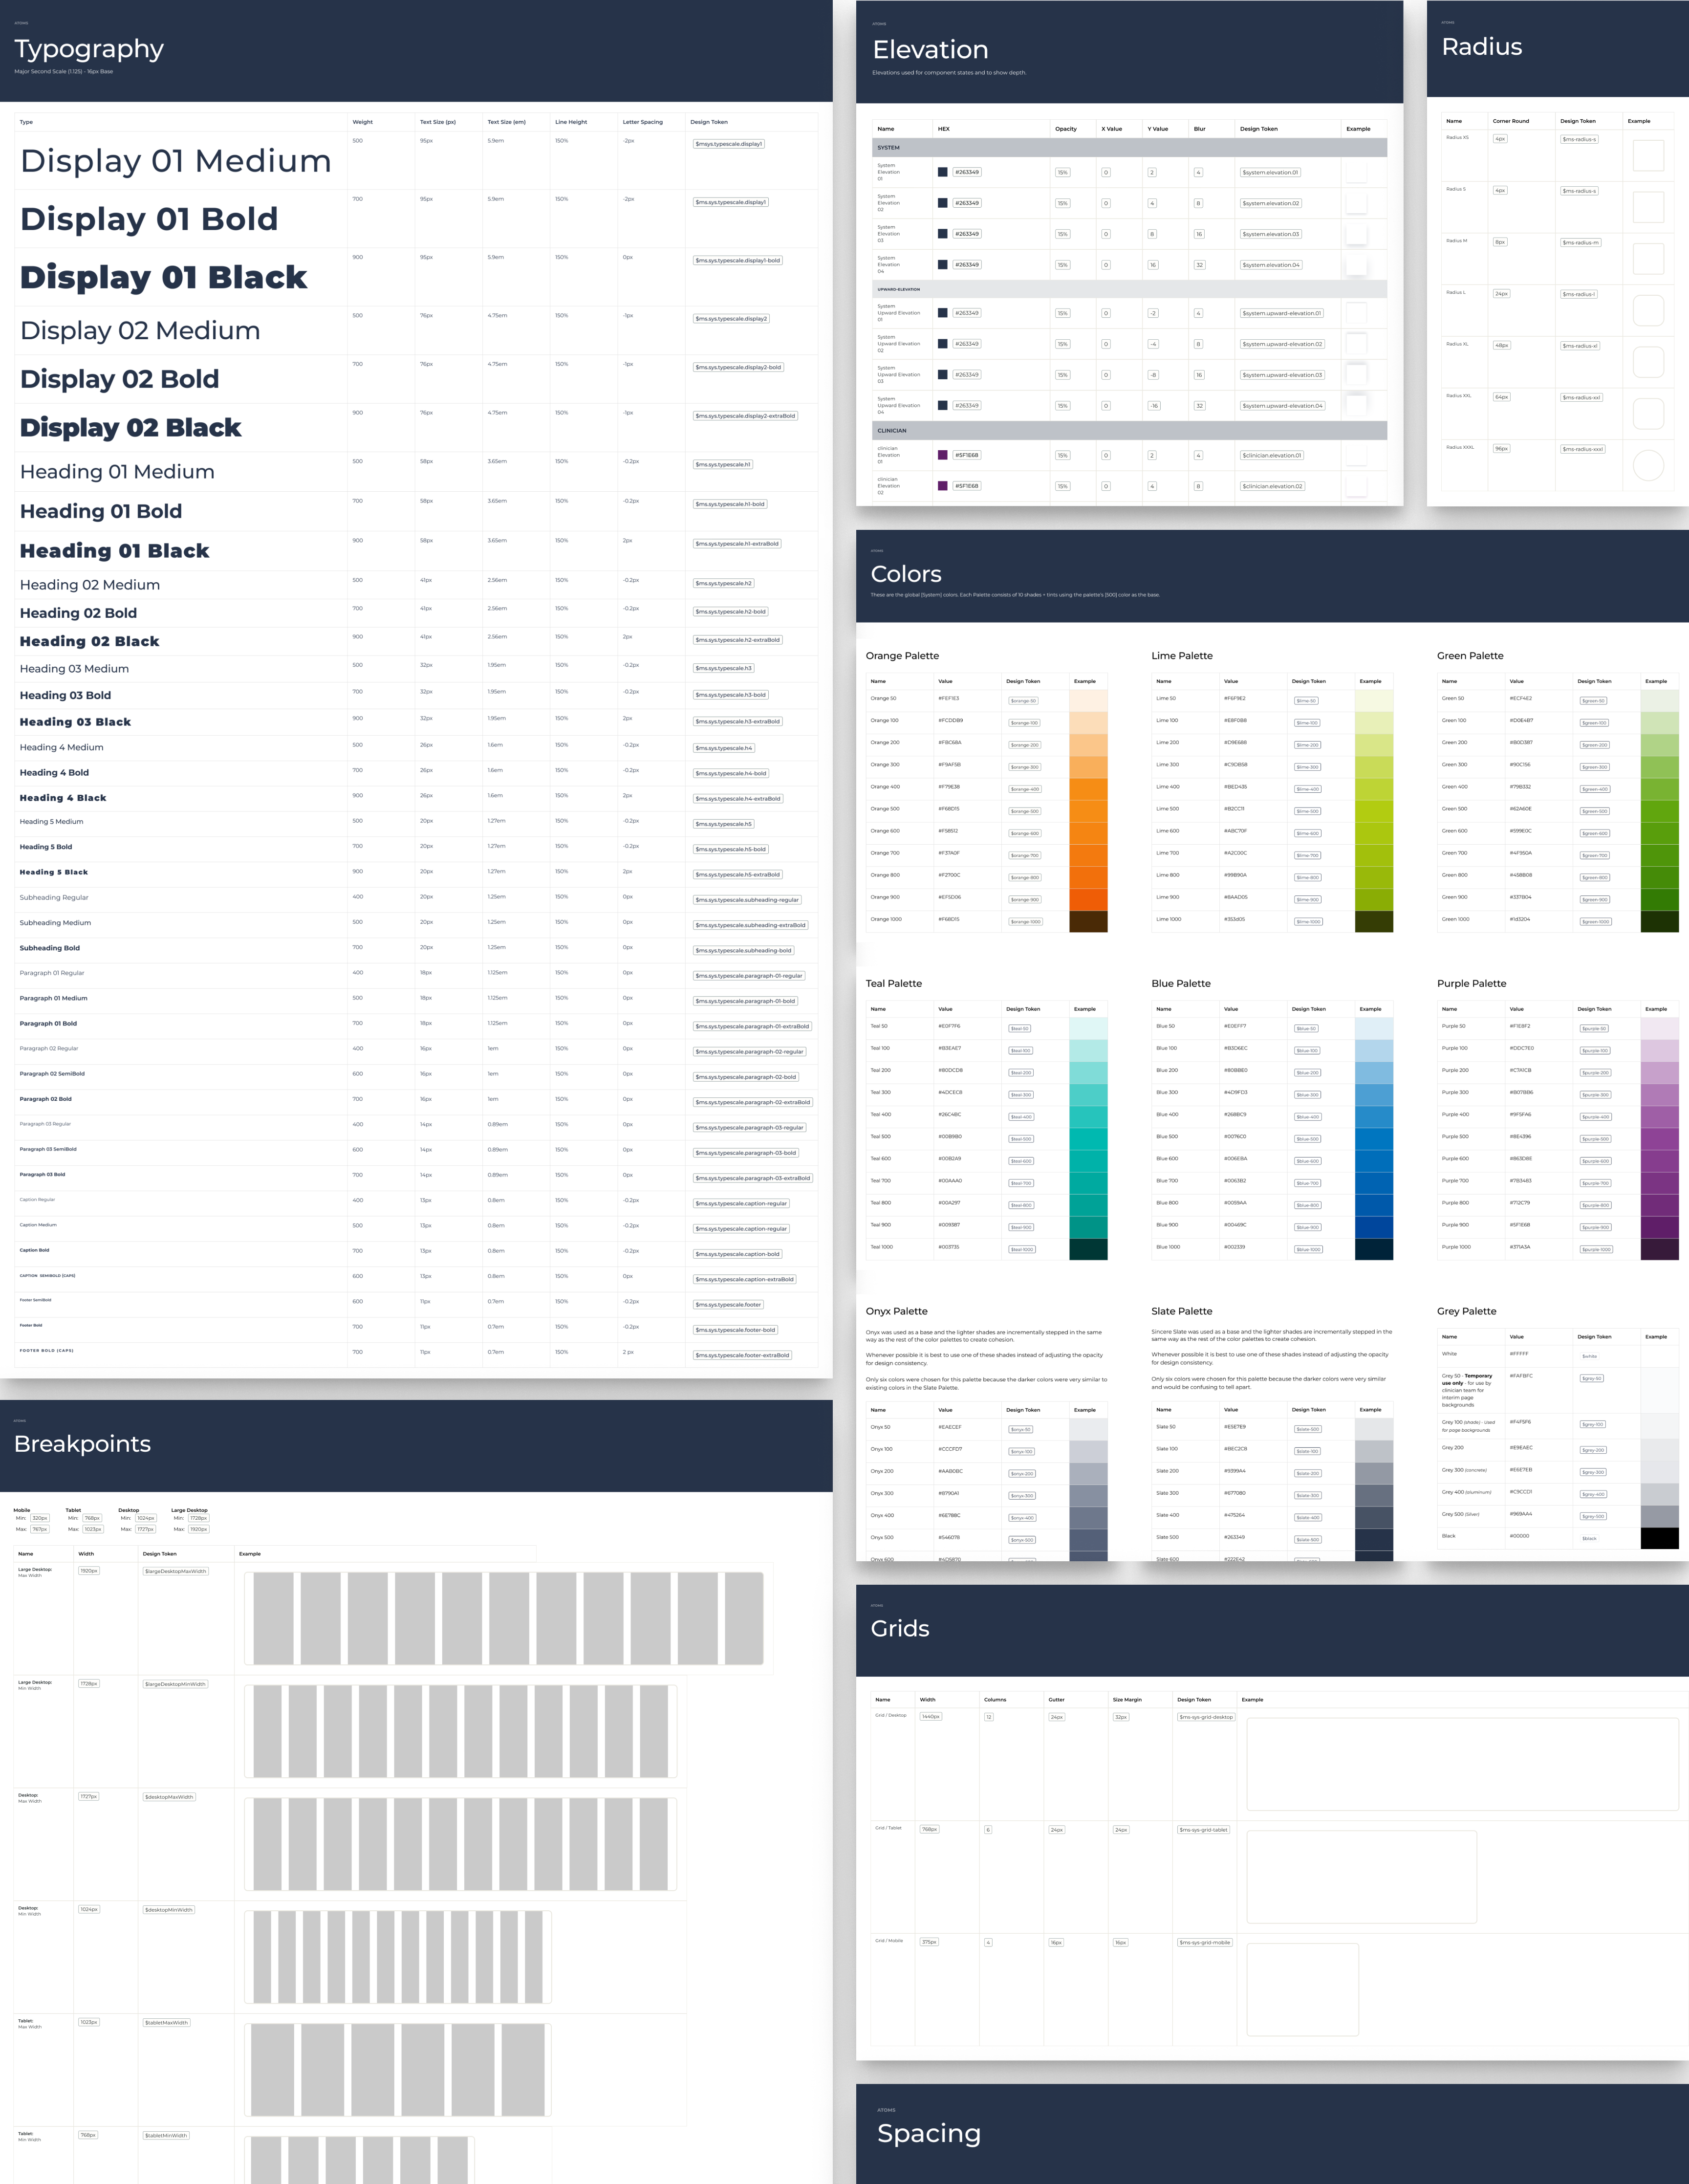 ATOMS
Typography
Major Second Scale (1.125) - 16px Base
Type Weight Text Size (px) Text Size (em) Line Height Letter Spacing Design Token
Display 01 Medium 500 95px 5.9em 150% -2px $msys.typescale.display1
Display 01 Bold 700 95px 5.9em 150% -2px $ms.sys.typescale.display1
Display 01 Black 900 95px 5.9em 150% 0px $ms.sys.typescale.display1-bold
Display 02 Medium 500 76px 4.75em 150% -1px $ms.sys.typescale.display2
Display 02 Bold 700 76px 4.75em 150% -1px $ms.sys.typescale.display2-bold
Display 02 Black 900 76px 4.75em 150% -1px $ms.sys.typescale.display2-extraBold
Heading 01 Medium 500 58px 3.65em 150% -0.2px $ms.sys.typescale.h1
Heading 01 Bold 700 58px 3.65em 150% -0.2px $ms.sys.typescale.h1-bold
Heading 01 Black 900 58px 3.65em 150% 2px $ms.sys.typescale.h1-extraBold
Heading 02 Medium 500 41px 2.56em 150% -0.2px $ms.sys.typescale.h2
Heading 02 Bold 700 41px 2.56em 150% -0.2px $ms.sys.typescale.h2-bold
Heading 02 Black 900 41px 2.56em 150% 2px $ms.sys.typescale.h2-extraBold
Heading 03 Medium 500 32px 1.95em 150% -0.2px $ms.sys.typescale.h3
Heading 03 Bold 700 32px 1.95em 150% -0.2px $ms.sys.typescale.h3-bold
Heading 03 Black 900 32px 1.95em 150% 2px $ms.sys.typescale.h3-extraBold
Heading 4 Medium 500 26px 1.6em 150% -0.2px $ms.sys.typescale.h4
Heading 4 Bold 700 26px 1.6em 150% -0.2px $ms.sys.typescale.h4-bold
Heading 4 Black 900 26px 1.6em 150% 2px $ms.sys.typescale.h4-extraBold
Heading 5 Medium 500 20px 1.27em 150% -0.2px $ms.sys.typescale.h5
Heading 5 Bold 700 20px 1.27em 150% -0.2px $ms.sys.typescale.h5-bold
Heading 5 Black 900 20px 1.27em 150% 2px $ms.sys.typescale.h5-extraBold
Subheading Regular 400 20px 1.25em 150% 0px $ms.sys.typescale.subheading-regular
Subheading Medium 500 20px 1.25em 150% 0px $ms.sys.typescale.subheading-extraBold
Subheading Bold 700 20px 1.25em 150% 0px $ms.sys.typescale.subheading-bold
Paragraph 01 Regular 400 18px 1.125em 150% 0px $ms.sys.typescale.paragraph-01-regular
Paragraph 01 Medium 500 18px 1.125em 150% 0px $ms.sys.typescale.paragraph-01-bold
Paragraph 01 Bold 700 18px 1.125em 150% 0px $ms.sys.typescale.paragraph-01-extraBold
Paragraph 02 Regular 400 16px 1em 150% 0px $ms.sys.typescale.paragraph-02-regular
Paragraph 02 SemiBold 600 16px 1em 150% 0px $ms.sys.typescale.paragraph-02-bold
Paragraph 02 Bold 700 16px 1em 150% 0px $ms.sys.typescale.paragraph-02-extraBold
Paragraph 03 Regular 400 14px 0.89em 150% 0px $ms.sys.typescale.paragraph-03-regular
Paragraph 03 SemiBold 600 14px 0.89em 150% 0px $ms.sys.typescale.paragraph-03-bold
Paragraph 03 Bold 700 14px 0.89em 150% 0px $ms.sys.typescale.paragraph-03-extraBold
Caption Regular 400 13px 0.8em 150% -0.2px $ms.sys.typescale.caption-regular
Caption Medium 500 13px 0.8em 150% -0.2px $ms.sys.typescale.caption-regular
Caption Bold 700 13px 0.8em 150% -0.2px $ms.sys.typescale.caption-bold
CAPTION SEMIBOLD (CAPS) 600 13px 0.8em 150% 0px $ms.sys.typescale.caption-extraBold
Footer SemiBold 600 11px 0.7em 150% -0.2px $ms.sys.typescale.footer
Footer Bold 700 11px 0.7em 150% -0.2px $ms.sys.typescale.footer-bold
FOOTER BOLD (CAPS) 700 11px 0.7em 150% 2 px $ms.sys.typescale.footer-extraBold
ATOMS
Elevation
Elevations used for component states and to show depth.
Name HEX Opacity X Value Y Value Blur Design Token Example
SYSTEM
System Elevation 01 #263349 15% 0 2 4 $system.elevation.01
System Elevation 02 #263349 15% 0 4 8 $system.elevation.02
System Elevation 03 #263349 15% 0 8 16 $system.elevation.03
System Elevation 04 #263349 15% 0 16 32 $system.elevation.04
UPWARD-ELEVATION
System Upward Elevation 01 #263349 15% 0 -2 4 $system.upward-elevation.01
System Upward Elevation 02 #263349 15% 0 -4 8 $system.upward-elevation.02
System Upward Elevation 03 #263349 15% 0 -8 16 $system.upward-elevation.03
System Upward Elevation 04 #263349 15% 0 -16 32 $system.upward-elevation.04
CLINICIAN
clinician Elevation 01 #5F1E68 15% 0 2 4 $clinician.elevation.01
clinician Elevation 02 #5F1E68 15% 0 4 8 $clinician.elevation.02
ATOMS
Radius
Name Corner Round Design Token Example
Radius XS 4px $ms-radius-s
Radius S 4px $ms-radius-s
Radius M 8px $ms-radius-m
Radius L 24px $ms-radius-l
Radius XL 48px $ms-radius-xl
Radius XXL 64px $ms-radius-xxl
Radius XXXL 96px $ms-radius-xxxl
ATOMS
Colors
These are the global [System] colors. Each Palette consists of 10 shades + tints using the palette's [500] color as the base.
Orange Palette
Name Value Design Token Example
Orange 50 #FEF1E3 $orange-50
Orange 100 #FCDDB9 $orange-100
Orange 200 #FBC68A $orange-200
Orange 300 #F9AF5B $orange-300
Orange 400 #F79E38 $orange-400
Orange 500 #F68D15 $orange-500
Orange 600 #F58512 $orange-600
Orange 700 #F37A0F $orange-700
Orange 800 #F2700C $orange-800
Orange 900 #EF5D06 $orange-900
Orange 1000 #F68D15 $orange-1000
Lime Palette
Name Value Design Token Example
Lime 50 #F6F9E2 $lime-50
Lime 100 #E8F0B8 $lime-100
Lime 200 #D9E688 $lime-200
Lime 300 #C9DB58 $lime-300
Lime 400 #BED435 $lime-400
Lime 500 #B2CC11 $lime-500
Lime 600 #ABC70F $lime-600
Lime 700 #A2C00C $lime-700
Lime 800 #99B90A $lime-800
Lime 900 #8AAD05 $lime-900
Lime 1000 #353d05 $lime-1000
Green Palette
Name Value Design Token Example
Green 50 #ECF4E2 $green-50
Green 100 #D0E4B7 $green-100
Green 200 #B0D387 $green-200
Green 300 #90C156 $green-300
Green 400 #79B332 $green-400
Green 500 #62A60E $green-500
Green 600 #519E0C $green-600
Green 700 #4F950A $green-700
Green 800 #458B08 $green-800
Green 900 #337B04 $green-900
Green 1000 #1d3204 $green-1000
Teal Palette
Name Value Design Token Example
Teal 50 #E0F7F6 $teal-50
Teal 100 #B3EAE7 $teal-100
Teal 200 #80DCD8 $teal-200
Teal 300 #4DCEC8 $teal-300
Teal 400 #26C4BC $teal-400
Teal 500 #00B9B0 $teal-500
Teal 600 #00B2A9 $teal-600
Teal 700 #00AAA0 $teal-700
Teal 800 #00A297 $teal-800
Teal 900 #009387 $teal-900
Teal 1000 #003735 $teal-1000
Blue Palette
Name Value Design Token Example
Blue 50 #E0EFF7 $blue-50
Blue 100 #B3D6EC $blue-100
Blue 200 #80BBE0 $blue-200
Blue 300 #4D9FD3 $blue-300
Blue 400 #268BC9 $blue-400
Blue 500 #0076C0 $blue-500
Blue 600 #006EBA $blue-600
Blue 700 #0063B2 $blue-700
Blue 800 #0059AA $blue-800
Blue 900 #00469C $blue-900
Blue 1000 #002339 $blue-1000
Purple Palette
Name Value Design Token Example
Purple 50 #F1E8F2 $purple-50
Purple 100 #DDC7E0 $purple-100
Purple 200 #C7A1CB $purple-200
Purple 300 #B07BB6 $purple-300
Purple 400 #9F5FA6 $purple-400
Purple 500 #8E4396 $purple-500
Purple 600 #863D8E $purple-600
Purple 700 #7B3483 $purple-700
Purple 800 #712C79 $purple-800
Purple 900 #5F1E68 $purple-900
Purple 1000 #371A3A $purple-1000
Onyx Palette
Onyx was used as a base and the lighter shades are incrementally stepped in the same
way as the rest of the color palettes to create cohesion.
Whenever possible it is best to use one of these shades instead of adjusting the opacity
for design consistency.
Only six colors were chosen for this palette because the darker colors were very similar to
existing colors in the Slate Palette.
Name Value Design Token Example
Onyx 50 #EAECEF $onyx-50
Onyx 100 #CCCFD7 $onyx-100
Onyx 200 #AAB0BC $onyx-200
Onyx 300 #8790A1 $onyx-300
Onyx 400 #6E788C $onyx-400
Onyx 500 #546078 $onyx-500
Onyx 600 #4D5870
Slate Palette
Sincere Slate was used as a base and the lighter shades are incrementally stepped in the
same way as the rest of the color palettes to create cohesion.
Whenever possible it is best to use one of these shades instead of adjusting the opacity
for design consistency.
Only six colors were chosen for this palette because the darker colors were very similar
and would be confusing to tell apart.
Name Value Design Token Example
Slate 50 #E5E7E9 $slate-500
Slate 100 #BEC2C8 $slate-100
Slate 200 #9399A4 $slate-200
Slate 300 #677080 $slate-300
Slate 400 #475264 $slate-400
Slate 500 #263349 $slate-500
Slate 600 #222E42
Grey Palette
Name Value Design Token Example
White #FFFFF $white
Grey 50 - Temporary use only - for use by clinician team for interim page backgrounds #FAFBFC $grey-50
Grey 100 (shade) - Used for page backgrounds #F4F5F6 $grey-100
Grey 200 #E9EAEC $grey-200
Grey 300 (concrete) #E6E7EB $grey-300
Grey 400 (aluminum) #C9CCD1 $grey-400
Grey 500 (Silver) #969AA4 $grey-500
Black #00000 $black
ATOMS
Breakpoints
Mobile Tablet Desktop Large Desktop
Min: 320px Min: 768px Min: 1024px Min: 1728px
Max: 767px Max: 1023px Max: 1727px Max: 1920px
Name Width Design Token Example
Large Desktop: Max Width 1920px $largeDesktopMaxWidth
Large Desktop: Min Width 1728px $largeDesktopMinWidth
Desktop: Max Width 1727px $desktopMaxWidth
Desktop: Min Width 1024px $desktopMinWidth
Tablet: Max Width 1023px $tabletMaxWidth
Tablet: Min Width 768px $tabletMinWidth
ATOMS
Grids
Name Width Columns Gutter Size Margin Design Token Example
Grid / Desktop 1440px 12 24px 32px $ms-sys-grid-desktop
Grid / Tablet 768px 6 24px 24px $ms-sys-grid-tablet
Grid / Mobile 375px 4 16px 16px $ms-sys-grid-mobile
ATOMS
Spacing